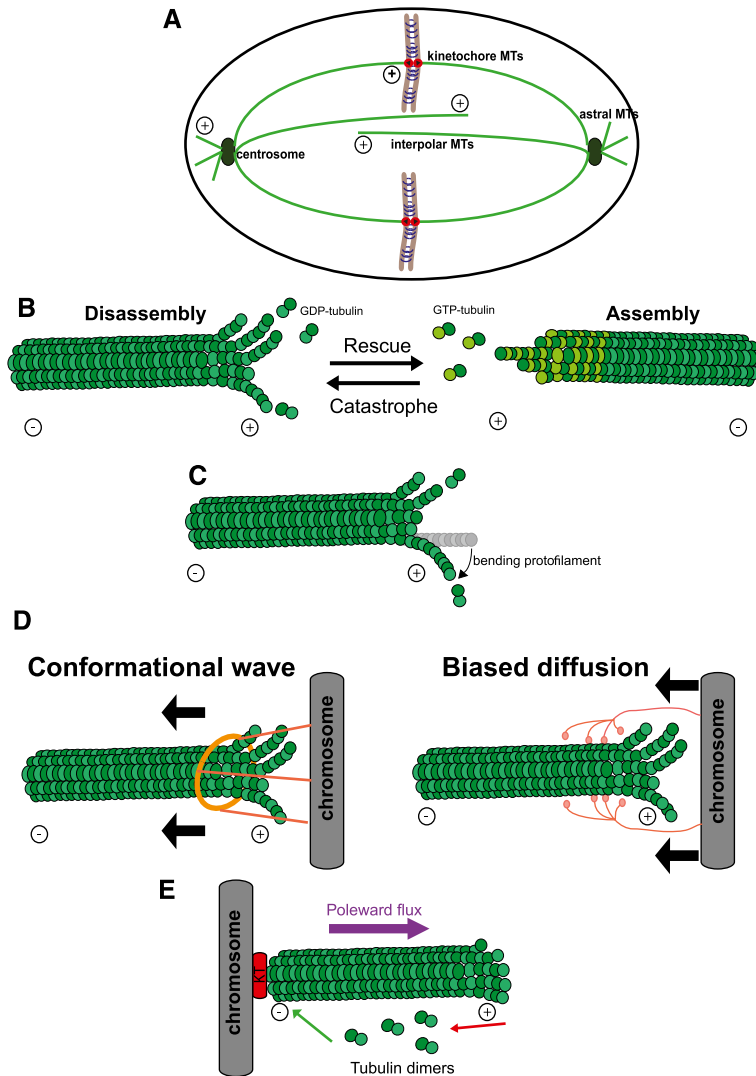 A
kinetochore MTs
+
+
+
astral MTs
centrosome
+
interpolar MTs
B
Disassembly
GDP-tubulin
GTP-tubulin
Assembly
Rescue
Catastrophe
-
+
+
-
C
bending protofilament
-
+
D
Conformational wave
Biased diffusion
chromosome
chromosome
-
+
-
+
E
Poleward flux
chromosome
KT
-
+
Tubulin dimers